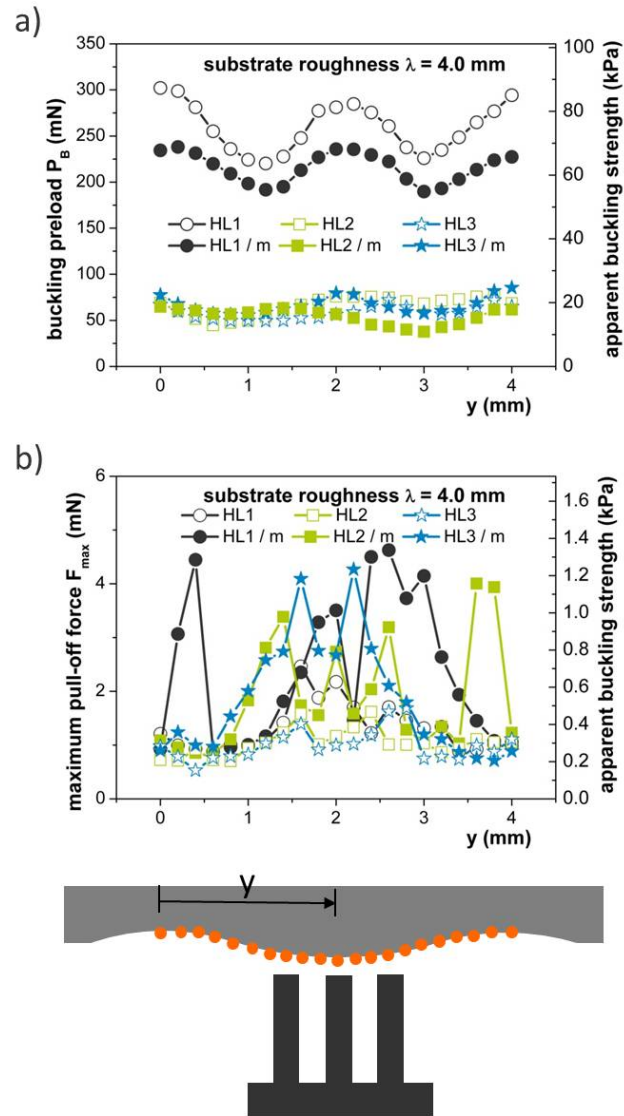 a)
350
300
250
200
150
100
50
0
buckling preload P_B (mN)
substrate roughness λ = 4.0 mm
HL1 HL2 HL3
HL1 / m HL2 / m HL3 / m
100
80
60
40
20
0
apparent buckling strength (kPa)
0 1 2 3 4
y (mm)
b)
6
4
2
0
maximum pull-off force F_max (mN)
substrate roughness λ = 4.0 mm
HL1 HL2 HL3
HL1 / m HL2 / m HL3 / m
1.6
1.4
1.2
1.0
0.8
0.6
0.4
0.2
0.0
apparent buckling strength (kPa)
0 1 2 3 4
y (mm)
y